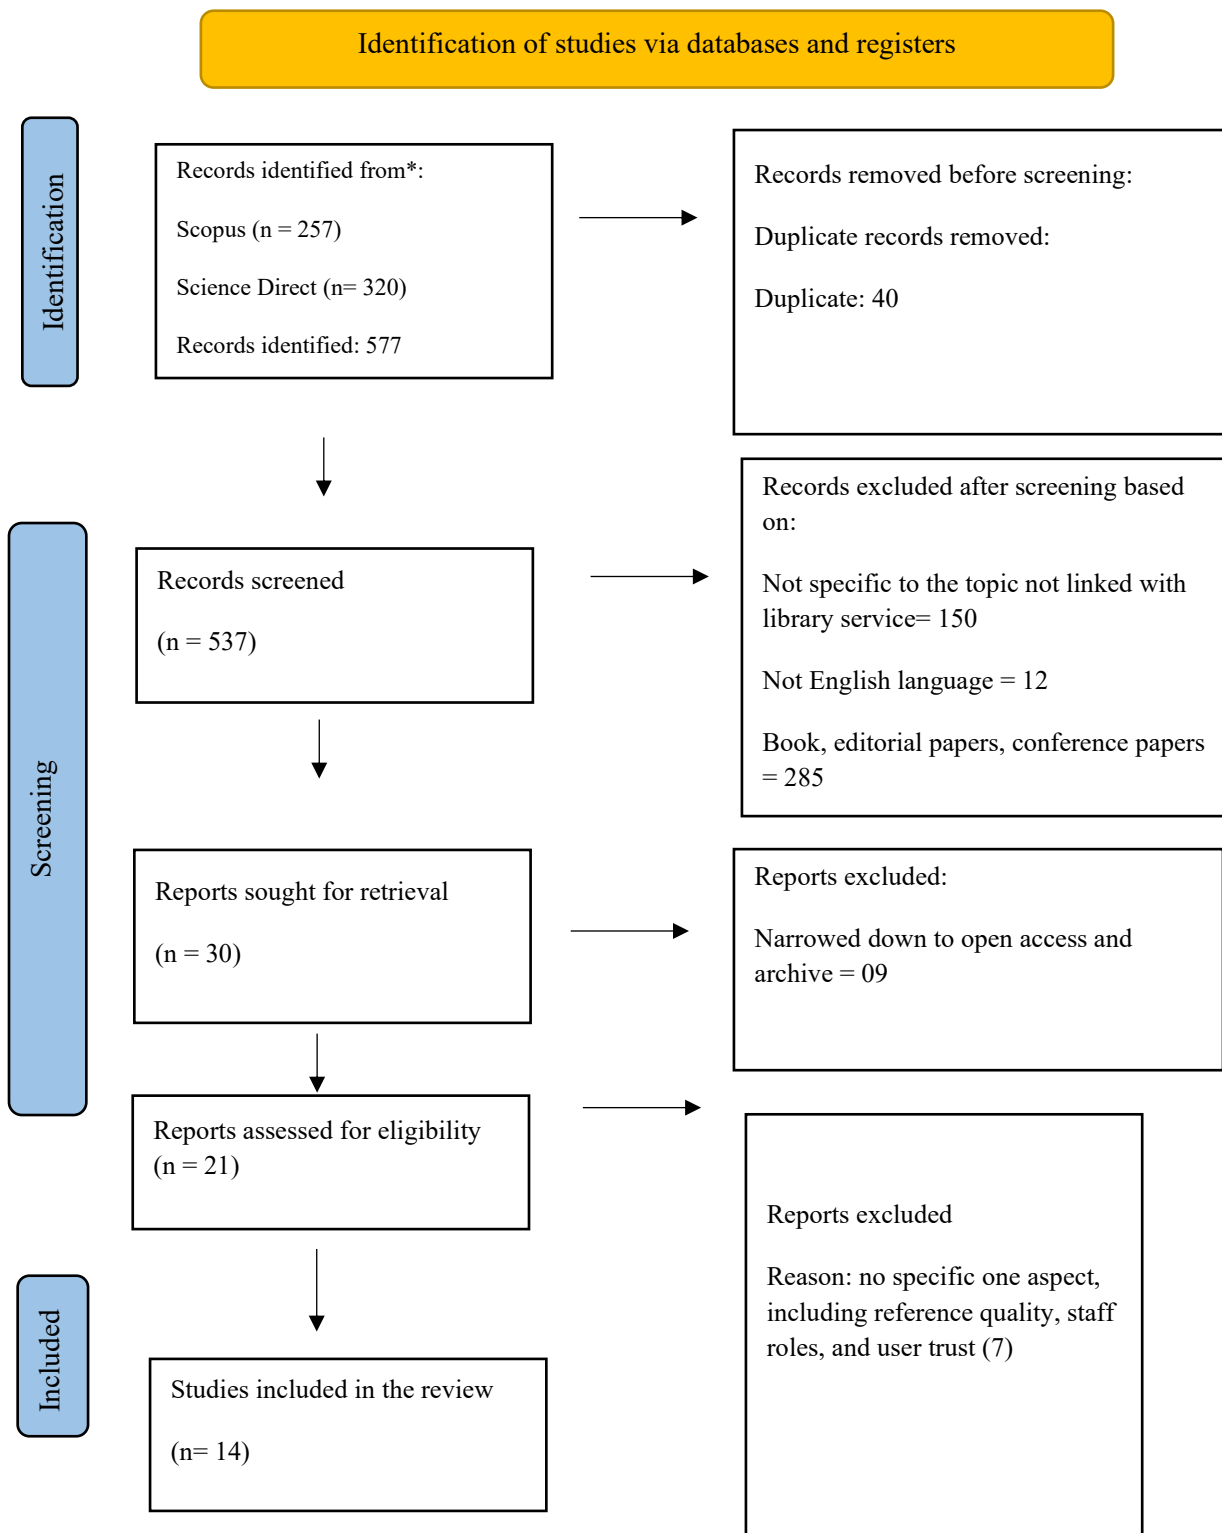 Identification of studies via databases and registers
Identification
Records identified from*:
Scopus (n = 257)
Science Direct (n= 320)
Records identified: 577
Records removed before screening:
Duplicate records removed:
Duplicate: 40
Screening
Records screened
(n = 537)
Records excluded after screening based
on:
Not specific to the topic not linked with
library service= 150
Not English language = 12
Book, editorial papers, conference papers
= 285
Reports sought for retrieval
(n = 30)
Reports excluded:
Narrowed down to open access and
archive = 09
Reports assessed for eligibility
(n = 21)
Reports excluded
Reason: no specific one aspect,
including reference quality, staff
roles, and user trust (7)
Included
Studies included in the review
(n= 14)